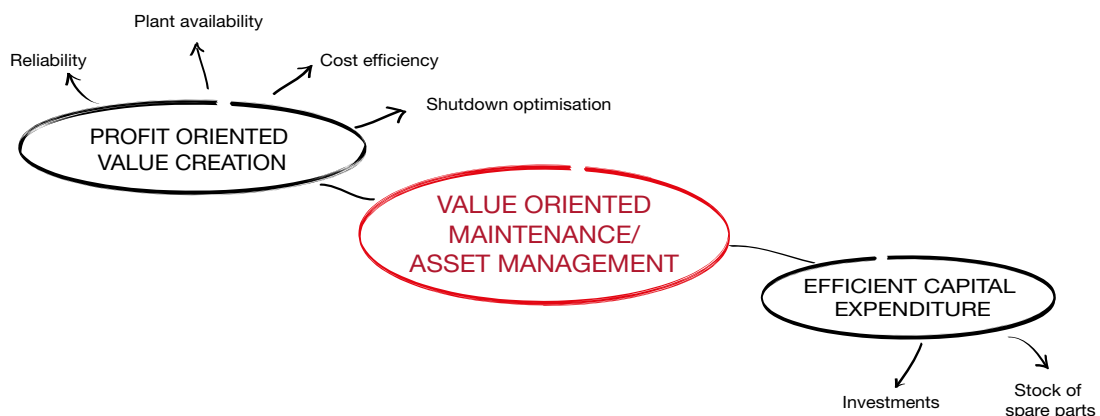 Plant availability
Reliability
Cost efficiency
Shutdown optimisation
PROFIT ORIENTED
VALUE CREATION
VALUE ORIENTED
MAINTENANCE/
ASSET MANAGEMENT
EFFICIENT CAPITAL
EXPENDITURE
Investments
Stock of
spare parts